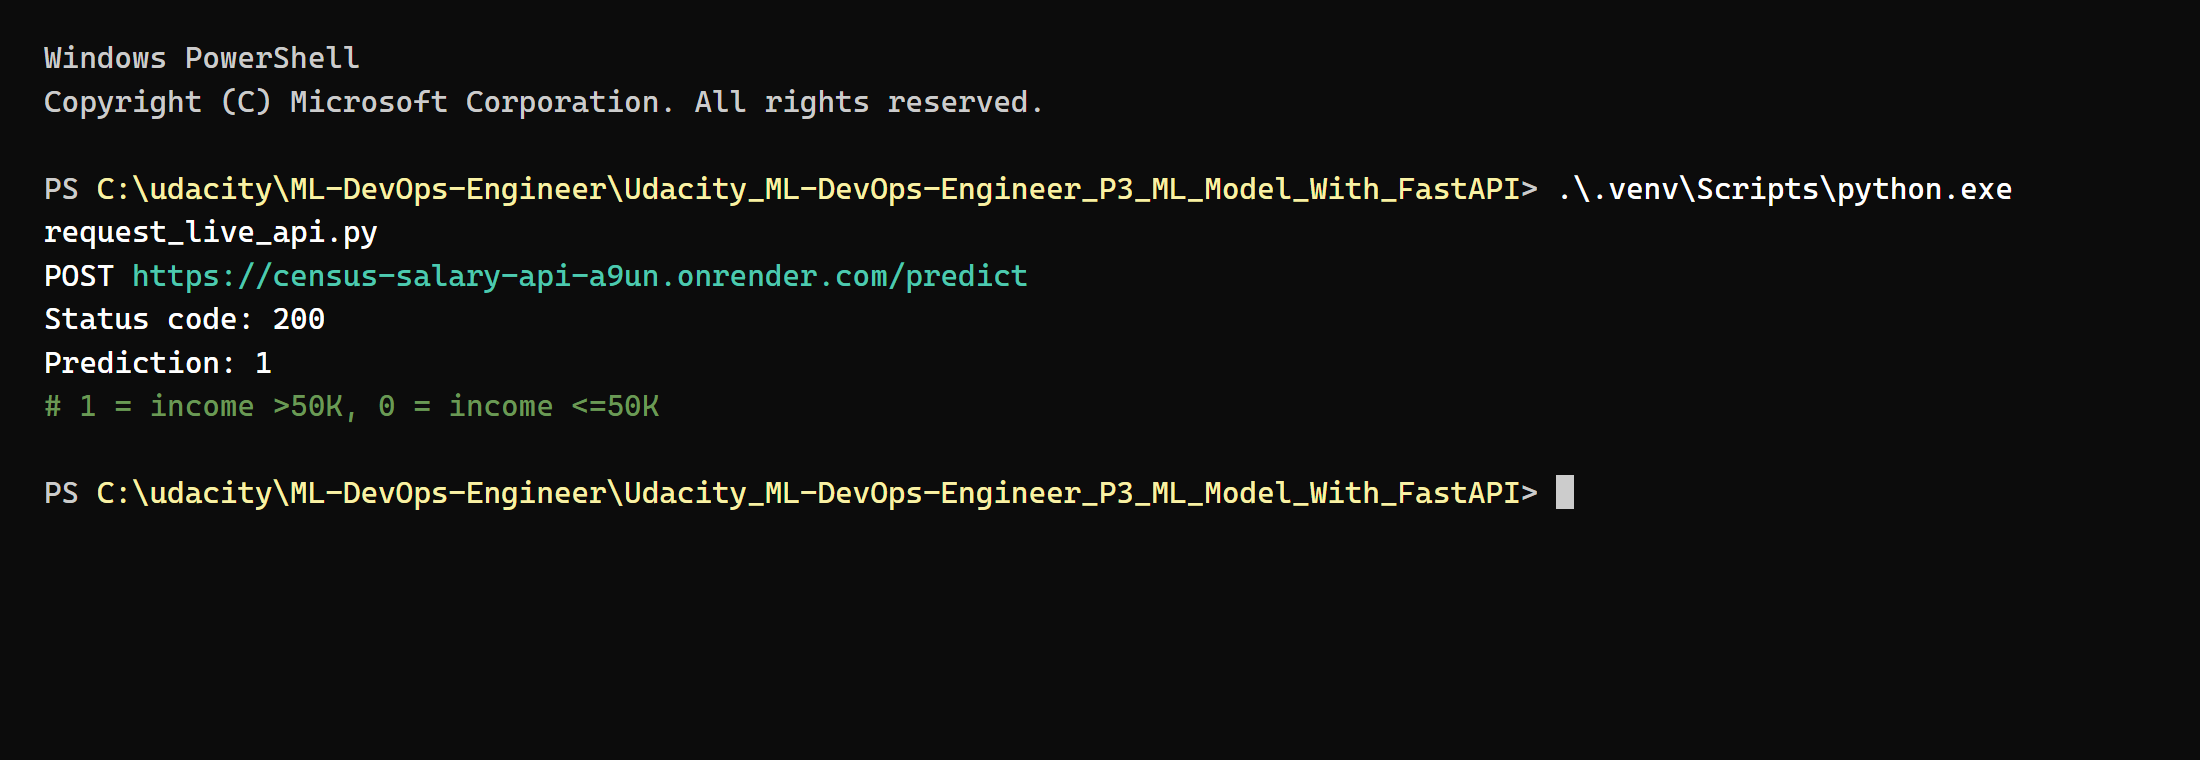 Windows PowerShell
Copyright (C) Microsoft Corporation. All rights reserved.
PS C:\udacity\ML-DevOps-Engineer\Udacity_ML-DevOps-Engineer_P3_ML_Model_With_FastAPI> .\.venv\Scripts\python.exe
request_live_api.py
POST https://census-salary-api-a9un.onrender.com/predict
Status code: 200
Prediction: 1
# 1 = income >50K, 0 = income <=50K
PS C:\udacity\ML-DevOps-Engineer\Udacity_ML-DevOps-Engineer_P3_ML_Model_With_FastAPI>